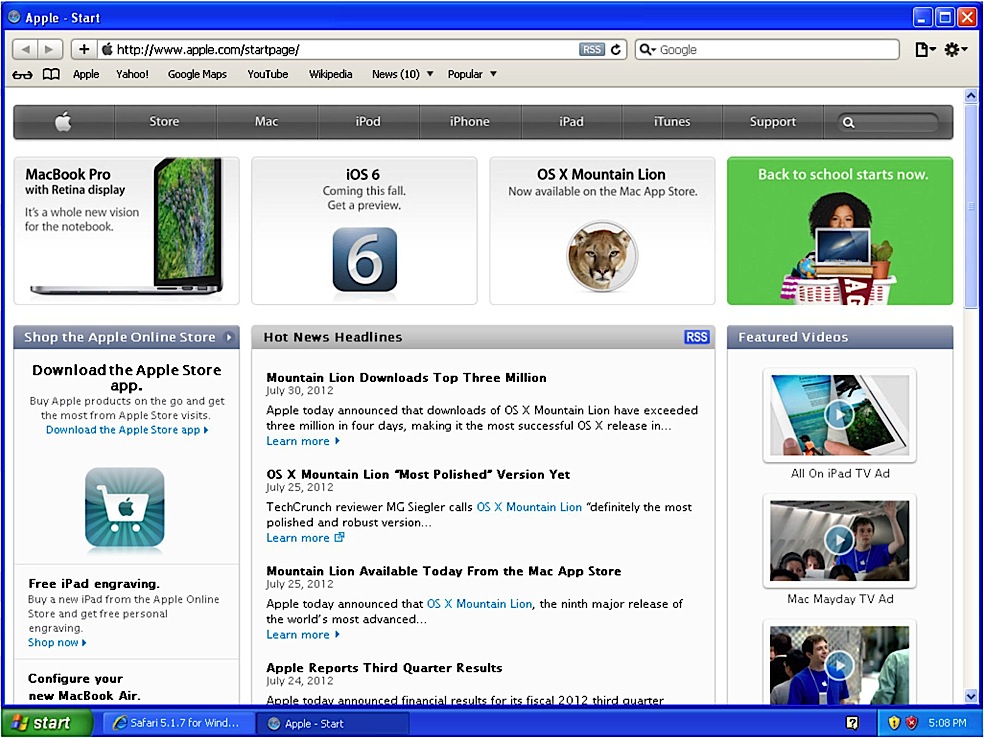 Apple - Start
http://www.apple.com/startpage/
RSS
Google
Apple
Yahoo!
Google Maps
YouTube
Wikipedia
News (10)
Popular
Store
Mac
iPod
iPhone
iPad
iTunes
Support
MacBook Pro
with Retina display
It's a whole new vision
for the notebook.
iOS 6
Coming this fall.
Get a preview.
6
OS X Mountain Lion
Now available on the Mac App Store.
Back to school starts now.
Shop the Apple Online Store
Download the Apple Store
app.
Buy Apple products on the go and get
the most from Apple Store visits.
Download the Apple Store app
Free iPad engraving.
Buy a new iPad from the Apple Online
Store and get free personal
engraving.
Shop now
Configure your
new MacBook Air.
Hot News Headlines
RSS
Mountain Lion Downloads Top Three Million
July 30, 2012
Apple today announced that downloads of OS X Mountain Lion have exceeded
three million in four days, making it the most successful OS X release in...
Learn more
OS X Mountain Lion “Most Polished” Version Yet
July 25, 2012
TechCrunch reviewer MG Siegler calls OS X Mountain Lion “definitely the most
polished and robust version...
Learn more
Mountain Lion Available Today From the Mac App Store
July 25, 2012
Apple today announced that OS X Mountain Lion, the ninth major release of
the world's most advanced...
Learn more
Apple Reports Third Quarter Results
July 24, 2012
Apple today announced financial results for its fiscal 2012 third quarter
Featured Videos
All On iPad TV Ad
Mac Mayday TV Ad
start
Safari 5.1.7 for Wind...
Apple - Start
5:08 PM